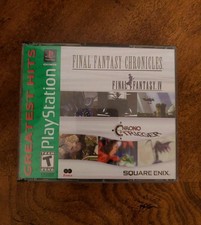 GREATEST HITS
PlayStation
FINAL FANTASY CHRONICLES
FINAL FANTASY IV
CHRONO
TRIGGER
T
SQUARE ENIX